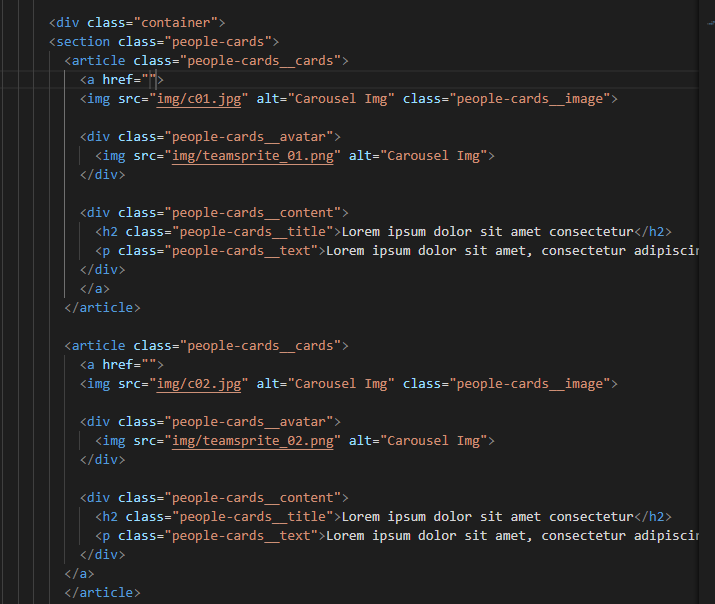 <div class="container">
<section class="people-cards">
<article class="people-cards__cards">
<a href="">
<img src="img/c01.jpg" alt="Carousel Img" class="people-cards__image">
<div class="people-cards__avatar">
<img src="img/teamsprite_01.png" alt="Carousel Img">
</div>
<div class="people-cards__content">
<h2 class="people-cards__title">Lorem ipsum dolor sit amet consectetur</h2>
<p class="people-cards__text">Lorem ipsum dolor sit amet, consectetur adipiscin
</div>
</a>
</article>
<article class="people-cards__cards">
<a href="">
<img src="img/c02.jpg" alt="Carousel Img" class="people-cards__image">
<div class="people-cards__avatar">
<img src="img/teamsprite_02.png" alt="Carousel Img">
</div>
<div class="people-cards__content">
<h2 class="people-cards__title">Lorem ipsum dolor sit amet consectetur</h2>
<p class="people-cards__text">Lorem ipsum dolor sit amet, consectetur adipiscin
</div>
</a>
</article>